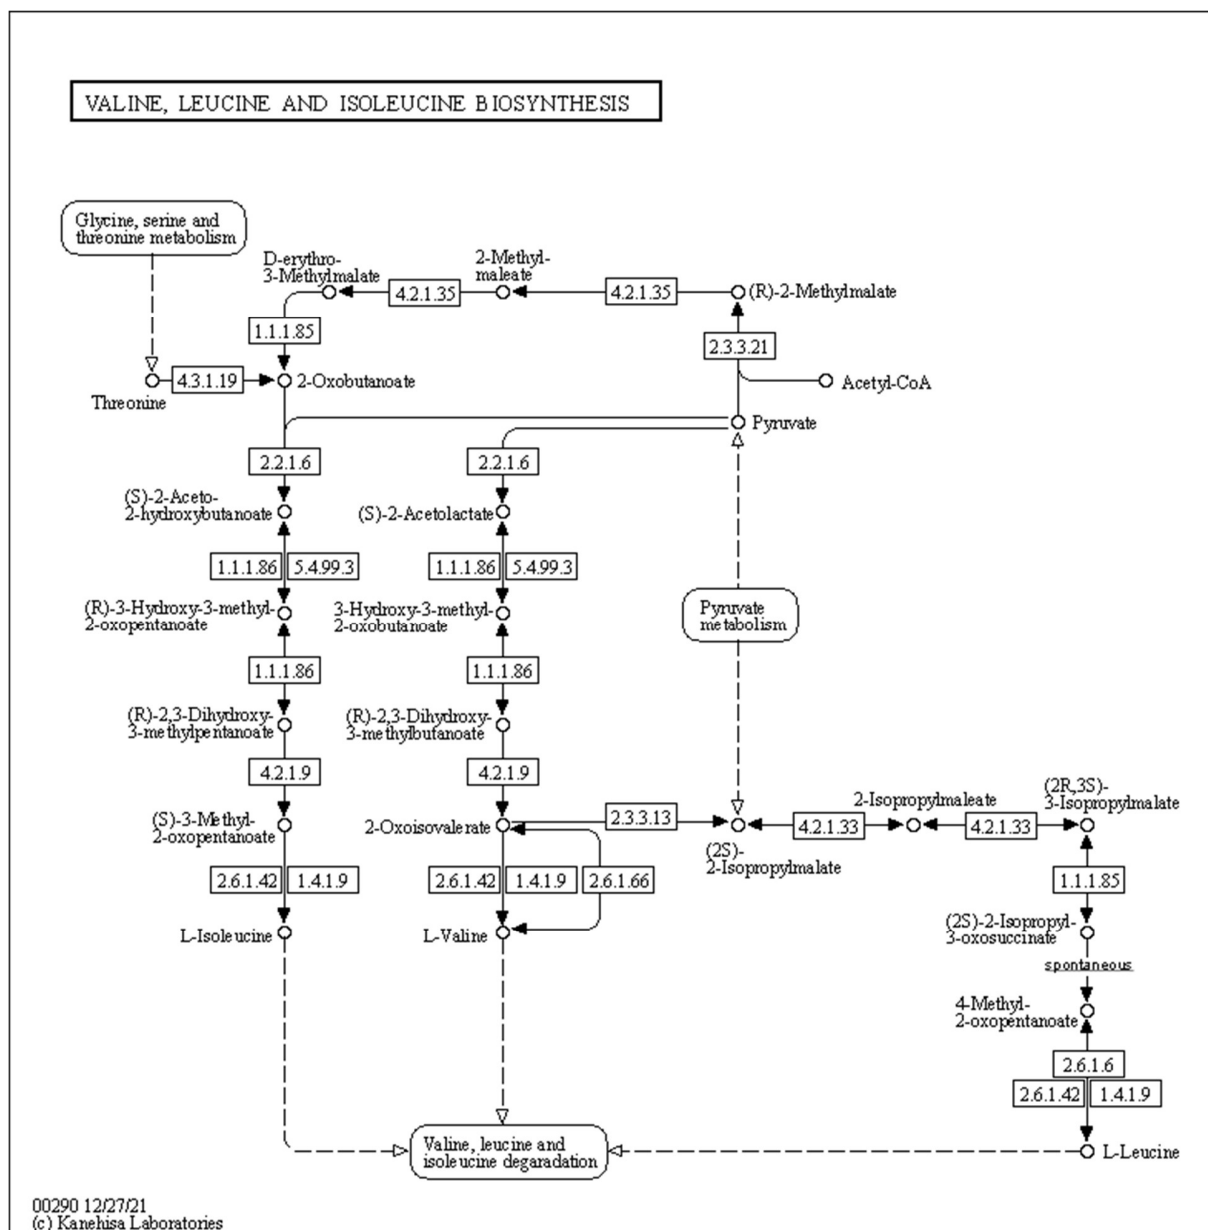 VALINE, LEUCINE AND ISOLEUCINE BIOSYNTHESIS
Glycine, serine and
threonine metabolism
D-erythro-
3-Methylmalate
4.2.1.35
2-Methyl-
maleate
4.2.1.35
(R)-2-Methylmalate
1.1.1.85
2.3.3.21
Threonine
4.3.1.19
2-Oxobutanoate
Acetyl-CoA
Pyruvate
2.2.1.6
2.2.1.6
(S)-2-Aceto-
2-hydroxybutanoate
(S)-2-Acetolactate
1.1.1.86
5.4.99.3
1.1.1.86
5.4.99.3
(R)-3-Hydroxy-3-methyl-
2-oxopentanoate
3-Hydroxy-3-methyl-
2-oxobutanoate
Pyruvate
metabolism
1.1.1.86
1.1.1.86
(R)-2,3-Dihydroxy-
3-methylpentanoate
(R)-2,3-Dihydroxy-
3-methylbutanoate
4.2.1.9
4.2.1.9
(S)-3-Methyl-
2-oxopentanoate
2-Oxoisovalerate
2.3.3.13
(2S)-
2-Isopropylmalate
4.2.1.33
2-Isopropylmaleate
4.2.1.33
(2R,3S)-
3-Isopropylmalate
2.6.1.42
1.4.1.9
2.6.1.42
1.4.1.9
2.6.1.66
1.1.1.85
L-Isoleucine
L-Valine
(2S)-2-Isopropyl-
3-oxosuccinate
spontaneous
4-Methyl-
2-oxopentanoate
2.6.1.6
2.6.1.42
1.4.1.9
Valine, leucine and
isoleucine degaradation
L-Leucine
00290 12/27/21
(c) Kanehisa Laboratories